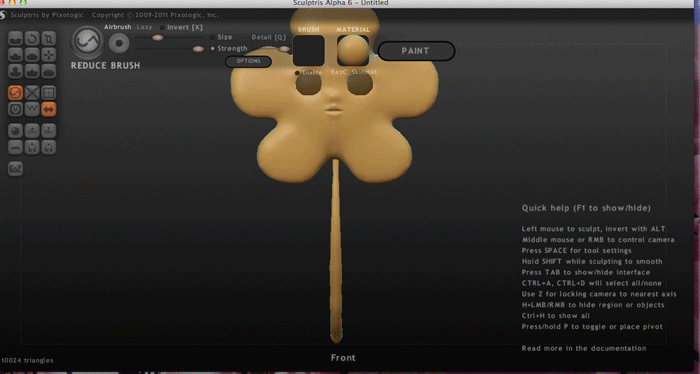 Sculptris Alpha 6 - Untitled
Sculptris by Pixologic Copyright © 2009-2011 Pixologic, Inc.
Airbrush Lazy Invert [X]
Size Detail [Q]
Strength
OPTIONS
REDUCE BRUSH
BRUSH MATERIAL
PAINT
Enable
GoZ
Quick help (F1 to show/hide)
Left mouse to sculpt, invert with ALT
Middle mouse or RMB to control camera
Press SPACE for tool settings
Hold SHIFT while sculpting to smooth
Press TAB to show/hide interface
CTRL+A, CTRL+D will select all/none
Use Z for locking camera to nearest axis
H+LMB/RMB to hide region or objects
Ctrl+H to show all
Press/hold P to toggle or place pivot
Read more in the documentation
10024 triangles
Front